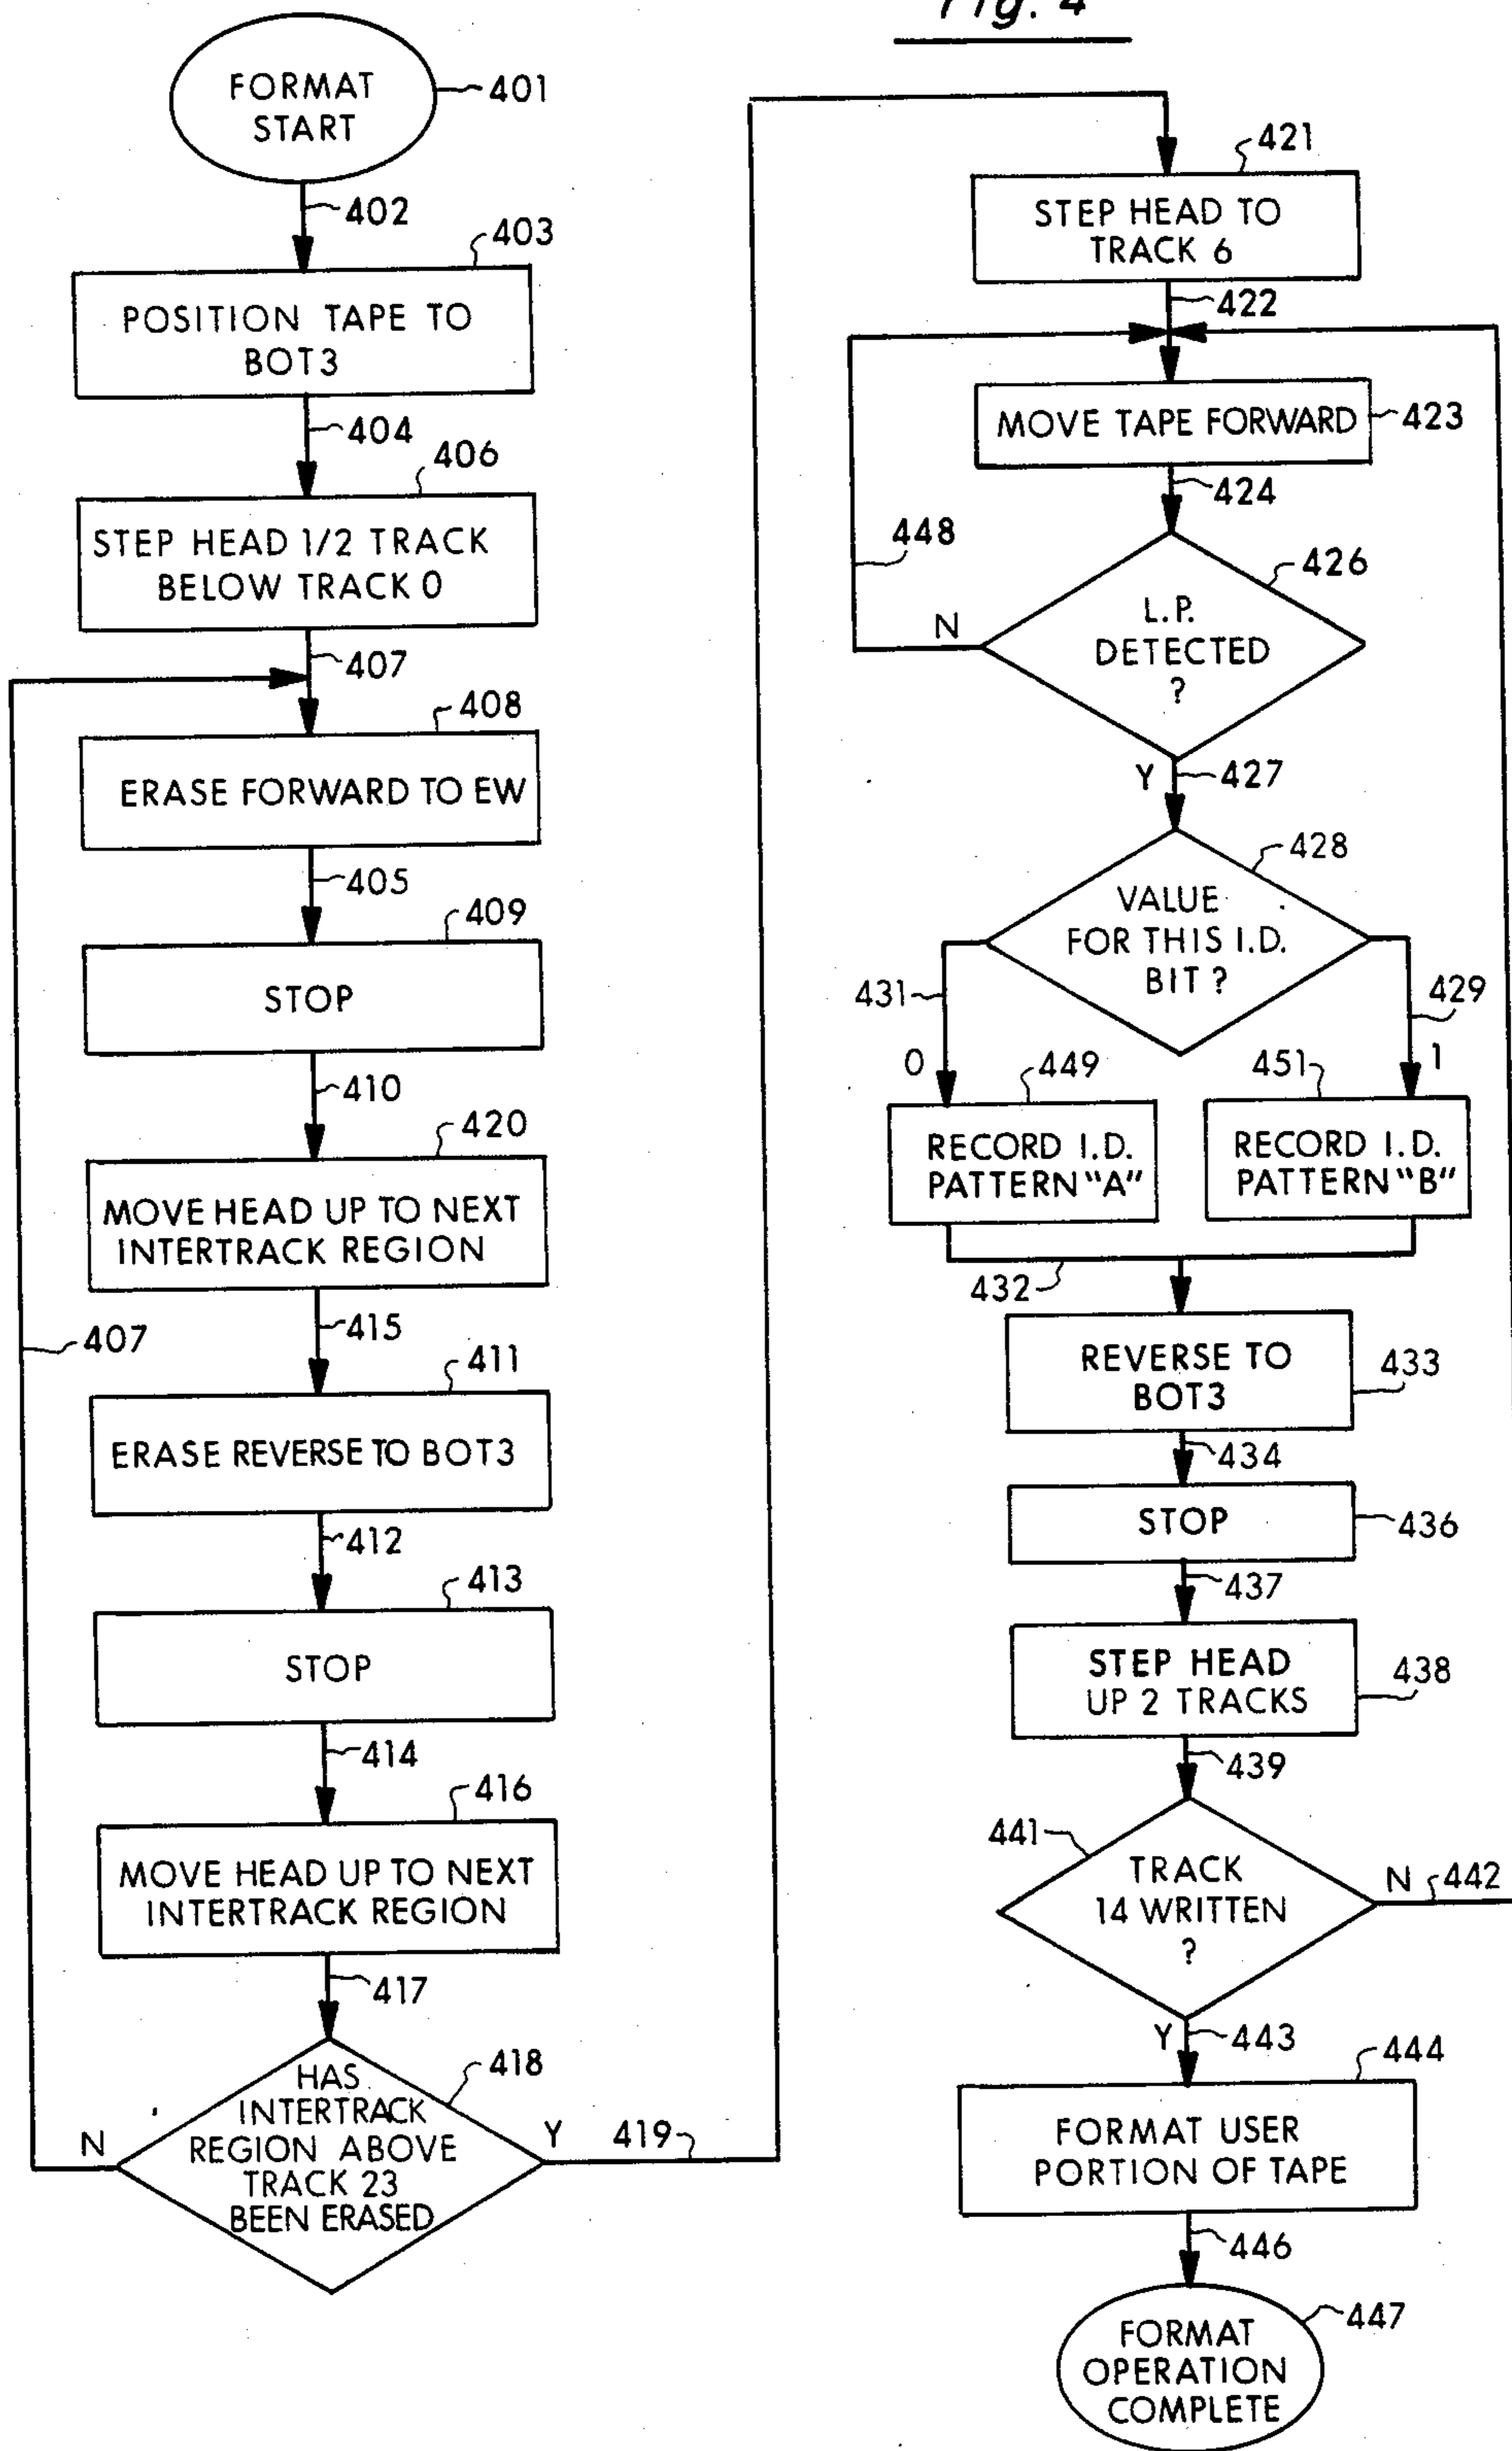 Fig. 4
FORMAT
START
401
402
403
POSITION TAPE TO
BOT3
404
406
STEP HEAD 1/2 TRACK
BELOW TRACK 0
407
408
ERASE FORWARD TO EW
405
409
STOP
410
420
MOVE HEAD UP TO NEXT
INTERTRACK REGION
415
407
411
ERASE REVERSE TO BOT3
412
413
STOP
414
416
MOVE HEAD UP TO NEXT
INTERTRACK REGION
417
418
HAS
INTERTRACK
REGION ABOVE
TRACK 23
BEEN ERASED
N
Y
419
421
STEP HEAD TO
TRACK 6
422
MOVE TAPE FORWARD
423
424
448
426
L.P.
DETECTED
?
N
Y
427
428
VALUE
FOR THIS I.D.
BIT ?
431
429
0
1
449
451
RECORD I.D.
PATTERN "A"
RECORD I.D.
PATTERN "B"
432
REVERSE TO
BOT3
433
434
STOP
436
437
STEP HEAD
UP 2 TRACKS
438
439
441
TRACK
14 WRITTEN
?
N
442
Y
443
444
FORMAT USER
PORTION OF TAPE
446
447
FORMAT
OPERATION
COMPLETE